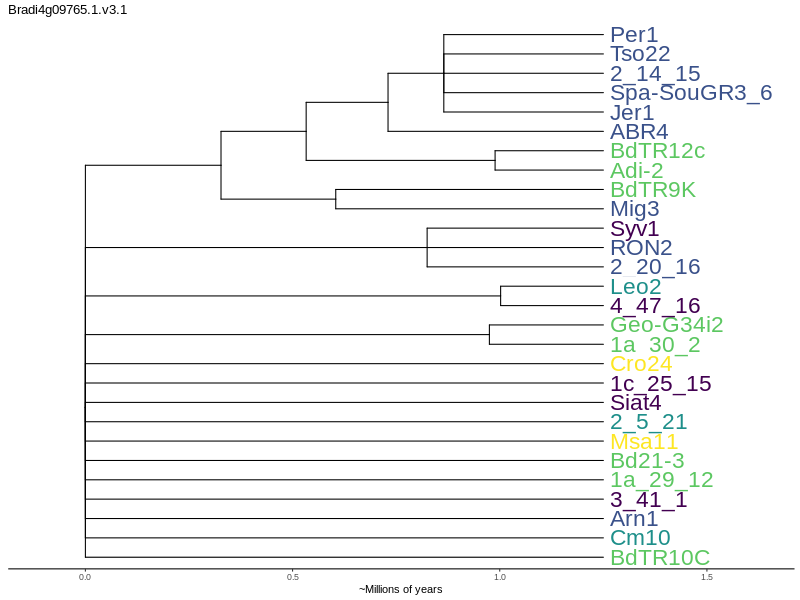 Bradi4g09765.1.v3.1
Per1
Tso22
2_14_15
Spa-SouGR3_6
Jer1
ABR4
BdTR12c
Adi-2
BdTR9K
Mig3
Syv1
RON2
2_20_16
Leo2
4_47_16
Geo-G34i2
1a_30_2
Cro24
1c_25_15
Siat4
2_5_21
Msa11
Bd21-3
1a_29_12
3_41_1
Arn1
Cm10
BdTR10C
0.0 0.5 1.0 1.5
~Millions of years